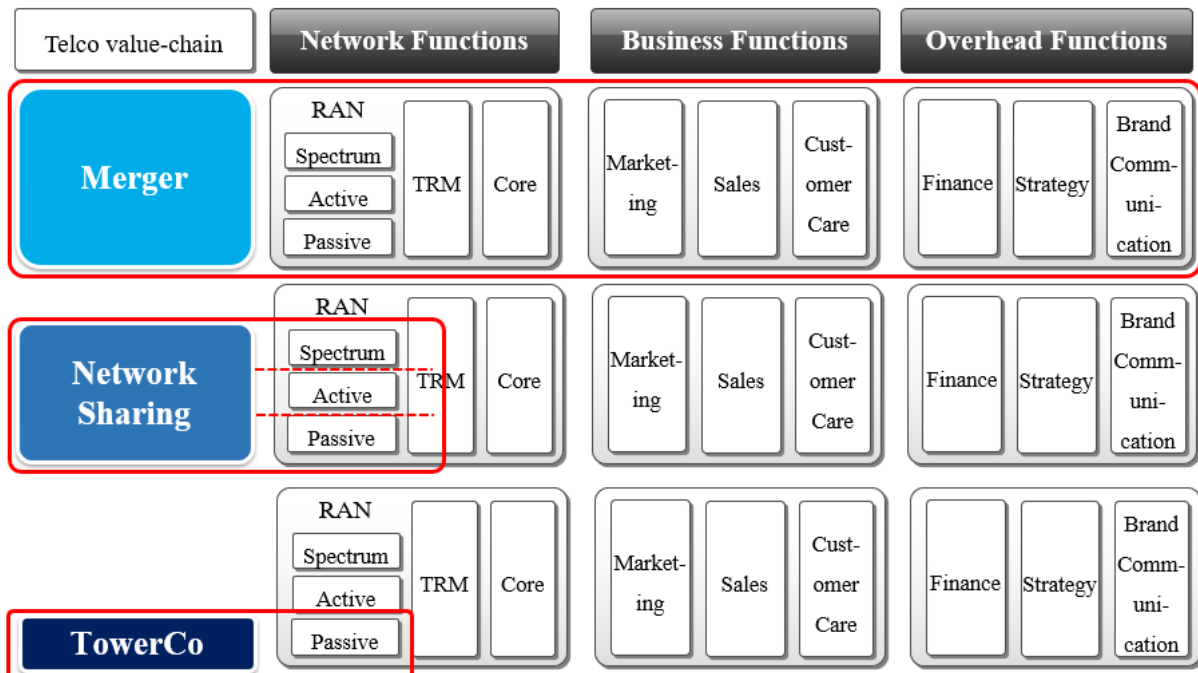 Telco value-chain
Network Functions
Business Functions
Overhead Functions
Merger
RAN
Spectrum
Active
Passive
TRM
Core
Market-
ing
Sales
Cust-
omer
Care
Finance
Strategy
Brand
Comm-
uni-
cation
Network
Sharing
RAN
Spectrum
Active
Passive
TRM
Core
Market-
ing
Sales
Cust-
omer
Care
Finance
Strategy
Brand
Comm-
uni-
cation
TowerCo
RAN
Spectrum
Active
Passive
TRM
Core
Market-
ing
Sales
Cust-
omer
Care
Finance
Strategy
Brand
Comm-
uni-
cation